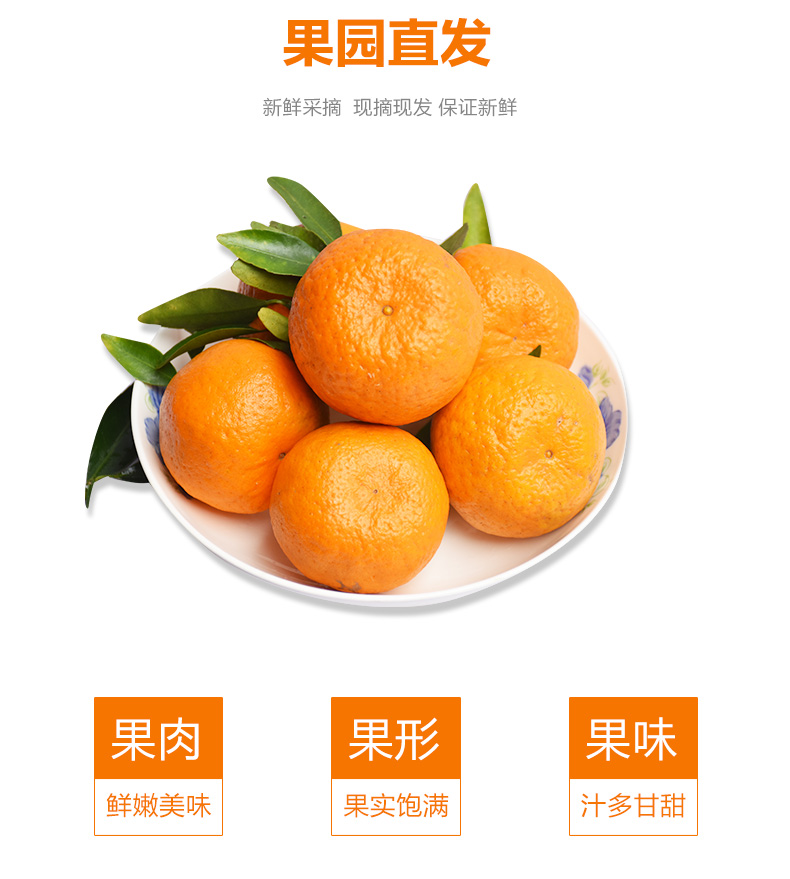 果园直发
新鲜采摘 现摘现发 保证新鲜
果肉
鲜嫩美味
果形
果实饱满
果味
汁多甘甜